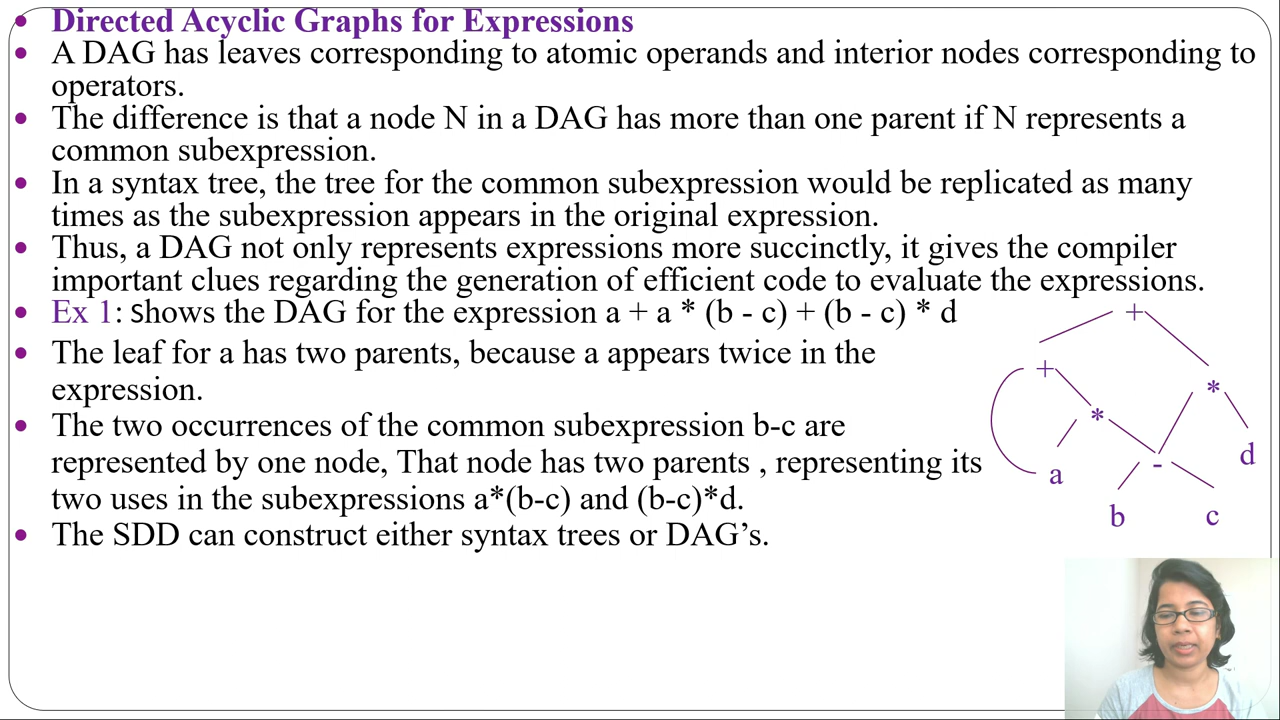 Directed Acyclic Graphs for Expressions
A DAG has leaves corresponding to atomic operands and interior nodes corresponding to
operators.
The difference is that a node N in a DAG has more than one parent if N represents a
common subexpression.
In a syntax tree, the tree for the common subexpression would be replicated as many
times as the subexpression appears in the original expression.
Thus, a DAG not only represents expressions more succinctly, it gives the compiler
important clues regarding the generation of efficient code to evaluate the expressions.
Ex 1: Shows the DAG for the expression a + a * (b - c) + (b - c) * d
The leaf for a has two parents, because a appears twice in the
expression.
The two occurrences of the common subexpression b-c are
represented by one node, That node has two parents , representing its
two uses in the subexpressions a*(b-c) and (b-c)*d.
The SDD can construct either syntax trees or DAG’s.
+
+
*
*
a
-
d
b
c